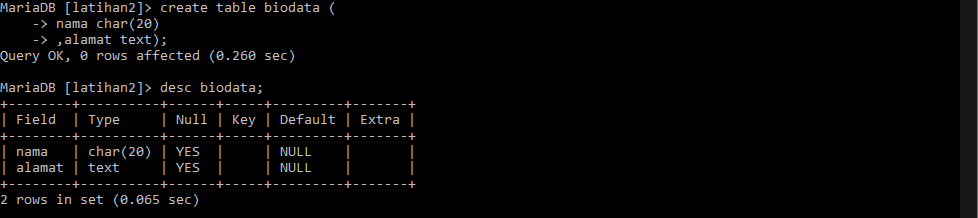 MariaDB [latihan2]> create table biodata (
    -> nama char(20)
    -> ,alamat text);
Query OK, 0 rows affected (0.260 sec)

MariaDB [latihan2]> desc biodata;
+--------+----------+------+-----+---------+-------+
| Field  | Type     | Null | Key | Default | Extra |
+--------+----------+------+-----+---------+-------+
| nama   | char(20) | YES  |     | NULL    |       |
| alamat | text     | YES  |     | NULL    |       |
+--------+----------+------+-----+---------+-------+
2 rows in set (0.065 sec)